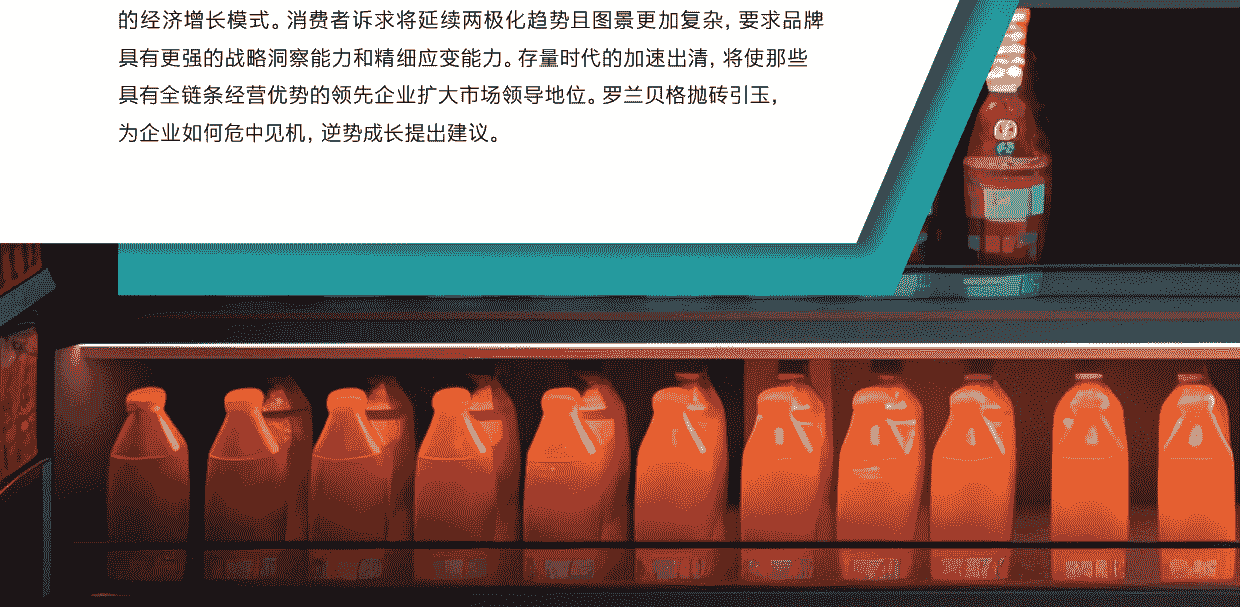 的经济增长模式。消费者诉求将延续两极化趋势且图景更加复杂，要求品牌
具有更强的战略洞察能力和精细应变能力。存量时代的加速出清，将使那些
具有全链条经营优势的领先企业扩大市场领导地位。罗兰贝格抛砖引玉，
为企业如何危中见机，逆势成长提出建议。